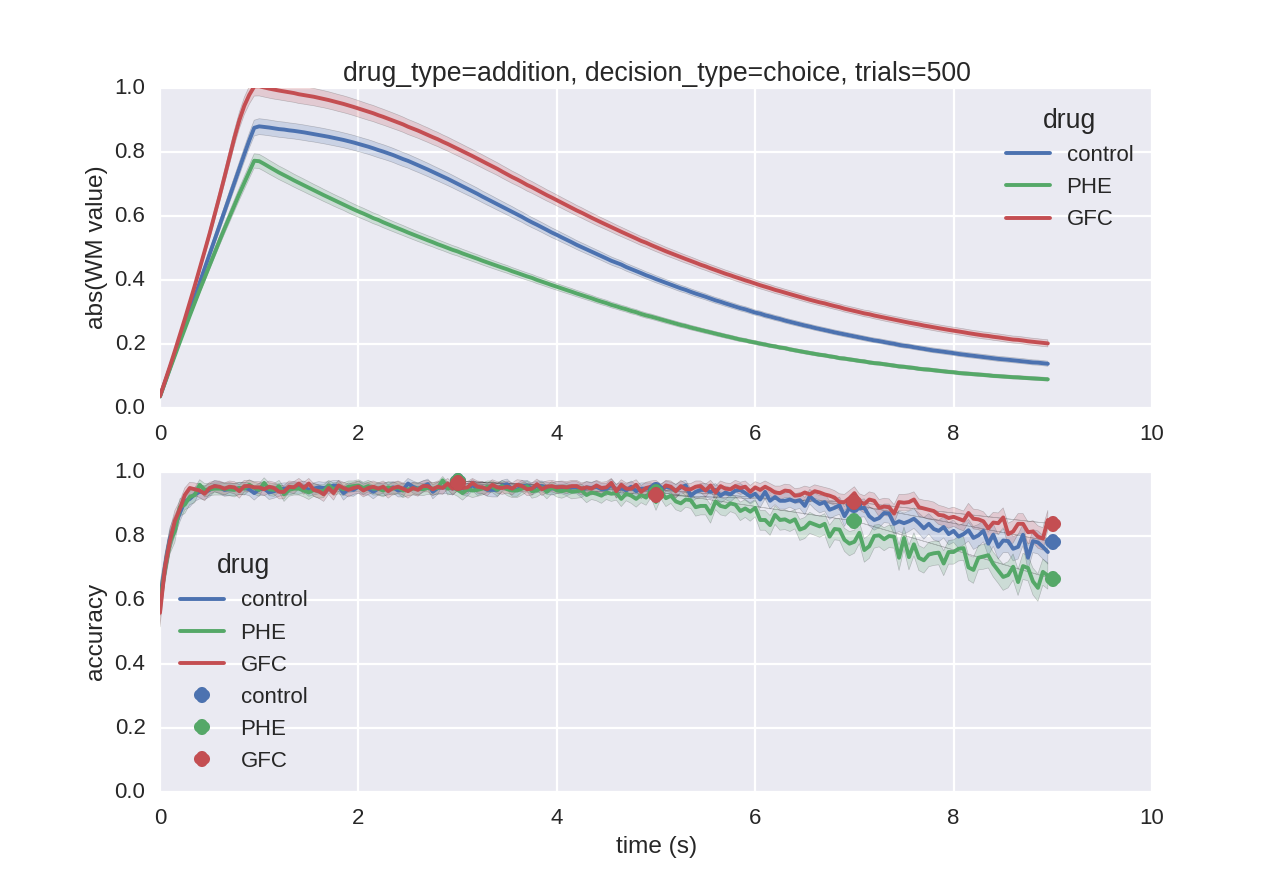 drug_type=addition, decision_type=choice, trials=500
abs(WM value)
1.0
0.8
0.6
0.4
0.2
0.0
0 2 4 6 8 10
drug
control
PHE
GFC
accuracy
1.0
0.8
0.6
0.4
0.2
0.0
drug
control
PHE
GFC
control
PHE
GFC
0 2 4 6 8 10
time (s)